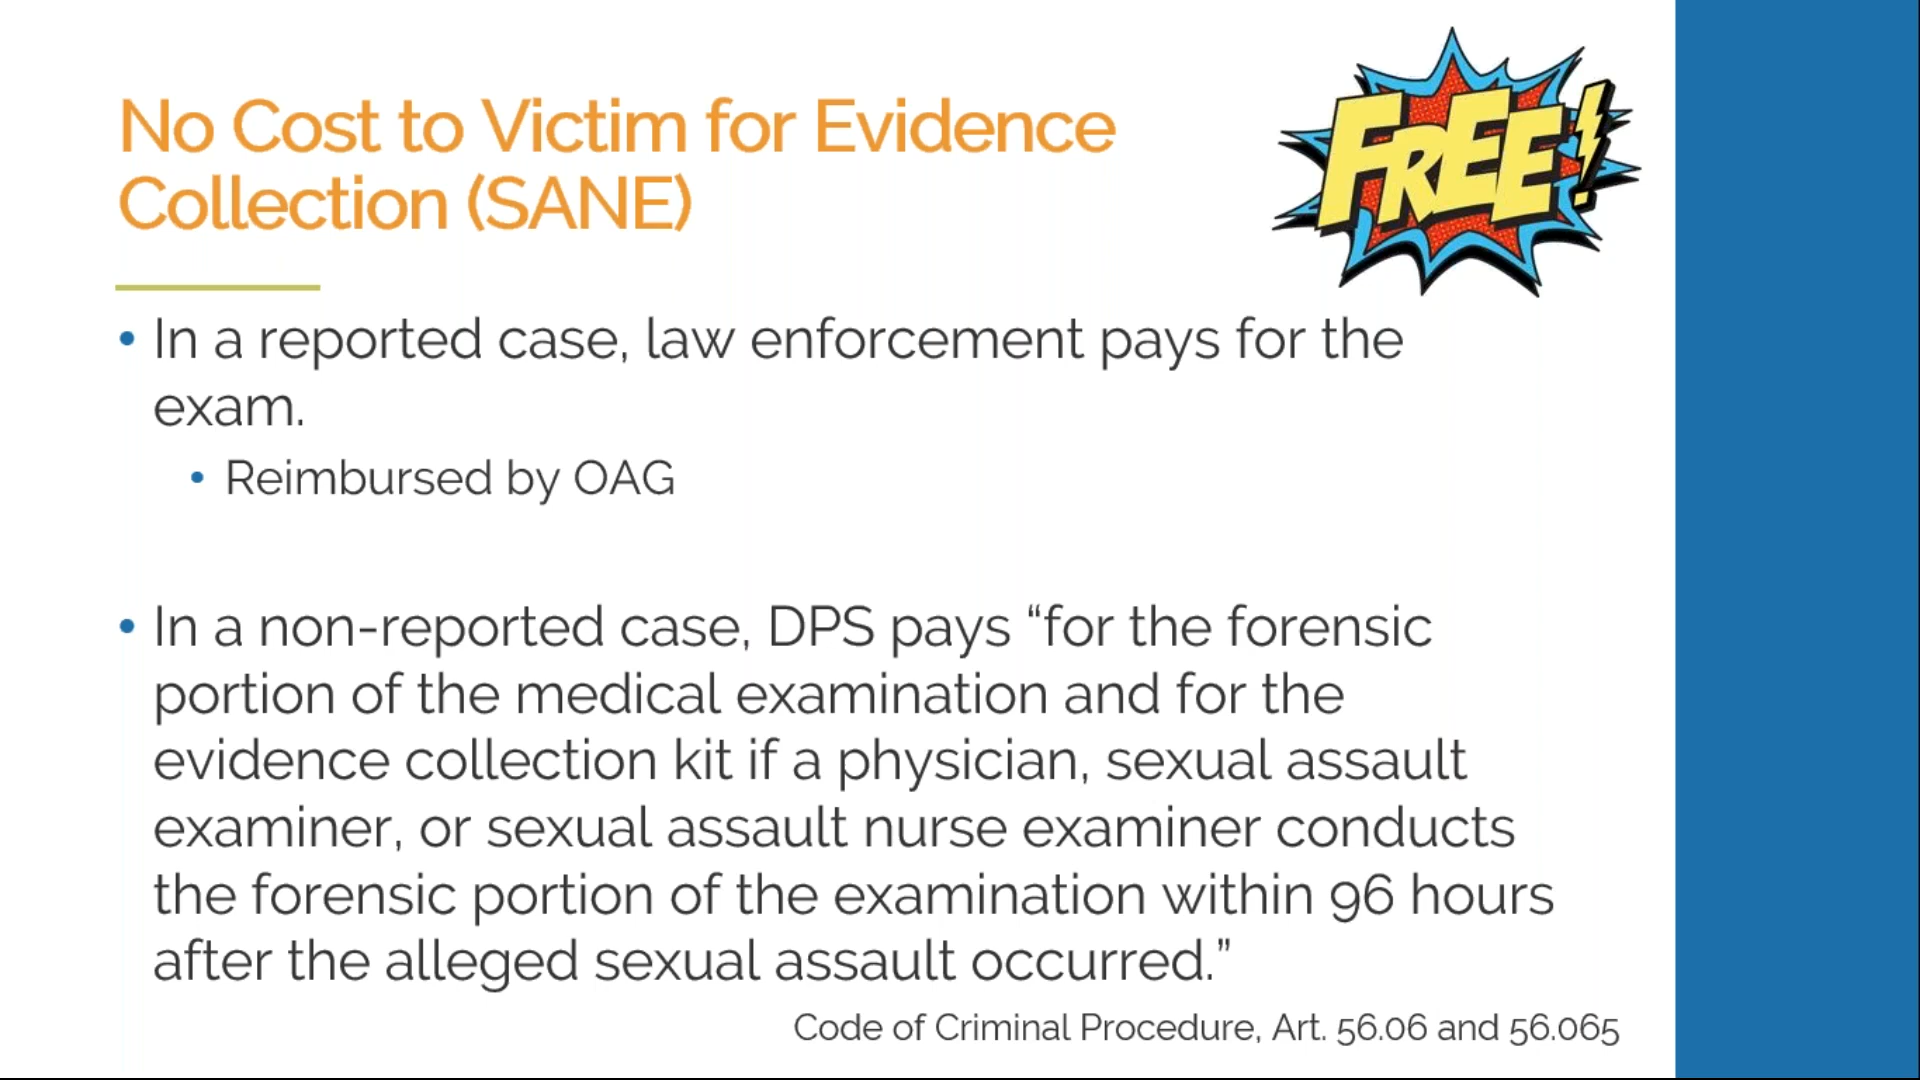 No Cost to Victim for Evidence
Collection (SANE)
FREE!
• In a reported case, law enforcement pays for the
exam.
• Reimbursed by OAG
• In a non-reported case, DPS pays “for the forensic
portion of the medical examination and for the
evidence collection kit if a physician, sexual assault
examiner, or sexual assault nurse examiner conducts
the forensic portion of the examination within 96 hours
after the alleged sexual assault occurred.”
Code of Criminal Procedure, Art. 56.06 and 56.065